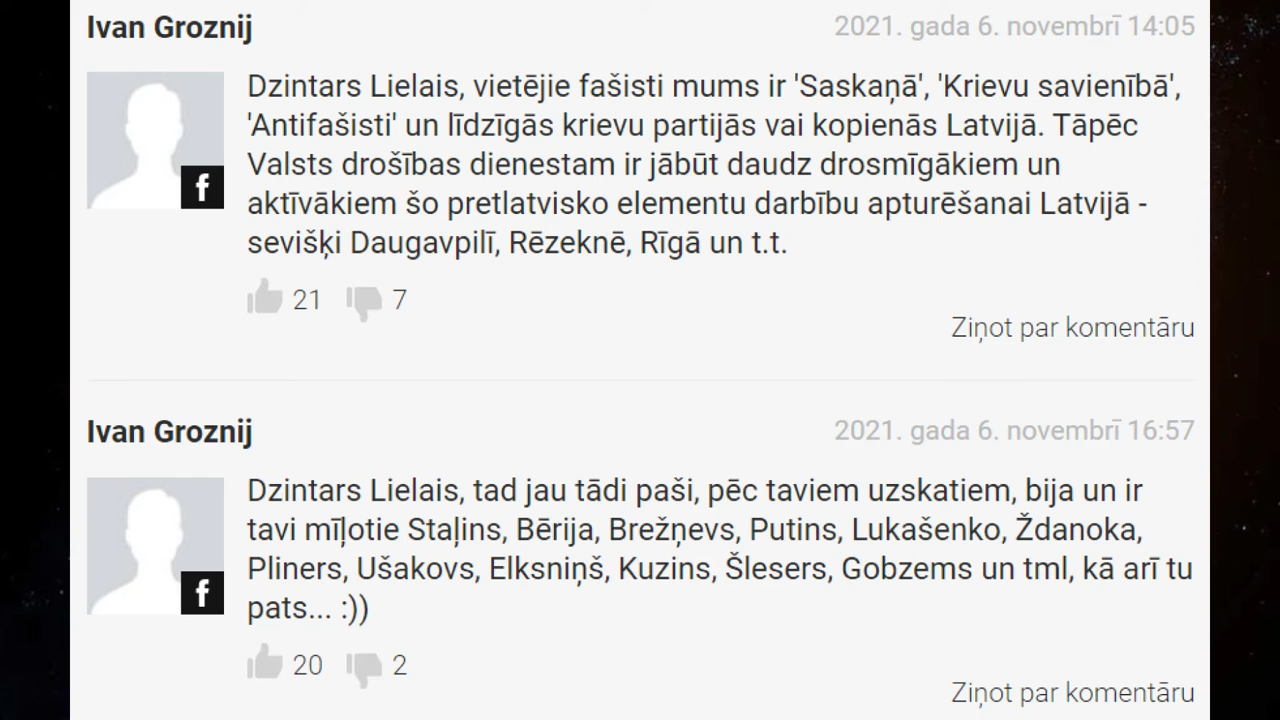 Ivan Groznij 2021. gada 6. novembrī 14:05
Dzintars Lielais, vietējie fašisti mums ir 'Saskaņā', 'Krievu savienībā',
'Antifašisti' un līdzīgās krievu partijās vai kopienās Latvijā. Tāpēc
Valsts drošības dienestam ir jābūt daudz drosmīgākiem un
aktīvākiem šo pretlatvisko elementu darbību apturēšanai Latvijā -
sevišķi Daugavpilī, Rēzeknē, Rīgā un t.t.
21 7
Ziņot par komentāru
Ivan Groznij 2021. gada 6. novembrī 16:57
Dzintars Lielais, tad jau tādi paši, pēc taviem uzskatiem, bija un ir
tavi mīļotie Staļins, Bērija, Brežņevs, Putins, Lukašenko, Ždanoka,
Pliners, Ušakovs, Elksniņš, Kuzins, Šlesers, Gobzems un tml, kā arī tu
pats... :))
20 2
Ziņot par komentāru